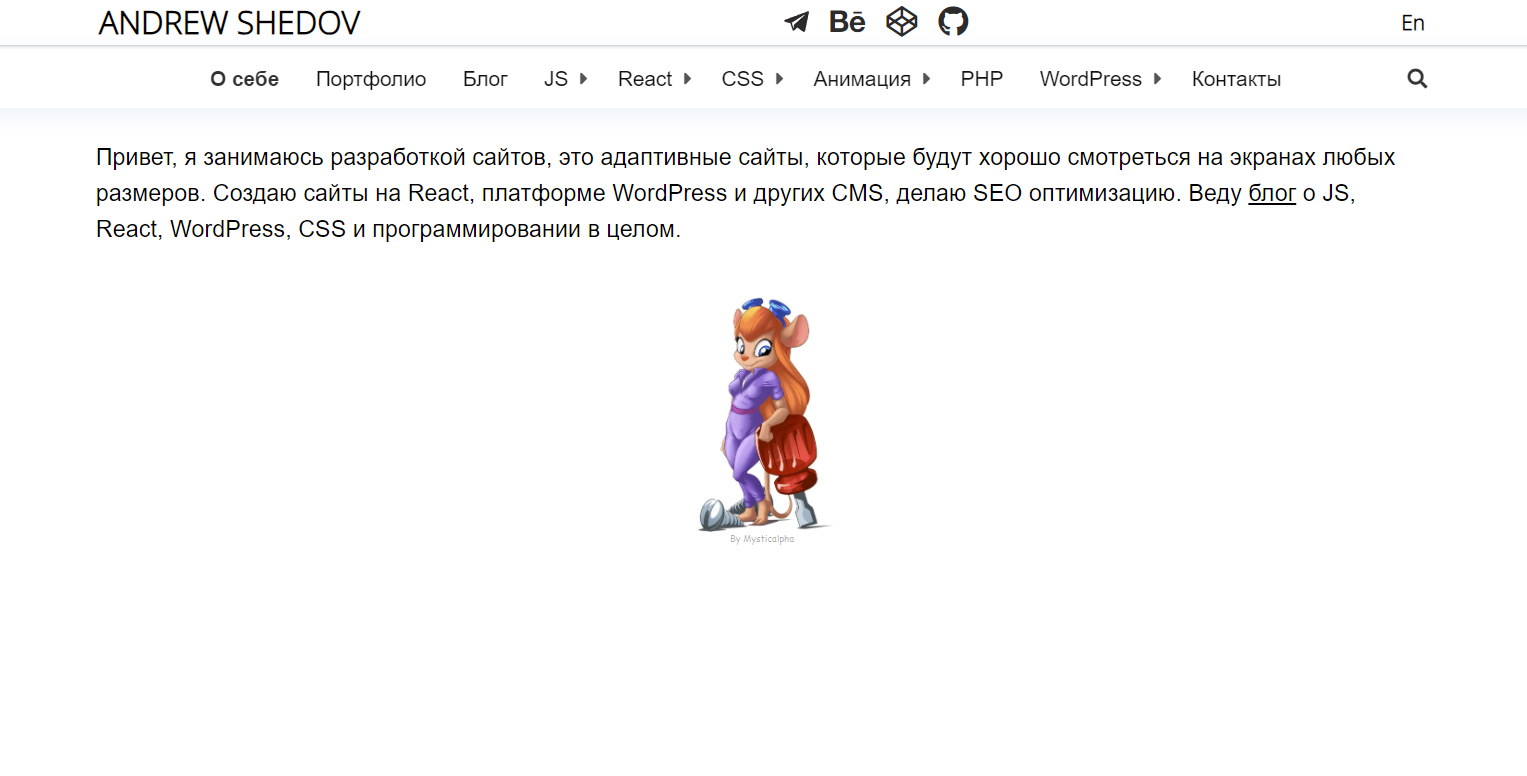 ANDREW SHEDOV
Bē
En
О себе Портфолио Блог JS React CSS Анимация PHP WordPress Контакты
Привет, я занимаюсь разработкой сайтов, это адаптивные сайты, которые будут хорошо смотреться на экранах любых
размеров. Создаю сайты на React, платформе WordPress и других CMS, делаю SEO оптимизацию. Веду блог о JS,
React, WordPress, CSS и программировании в целом.
By Mysticalpha